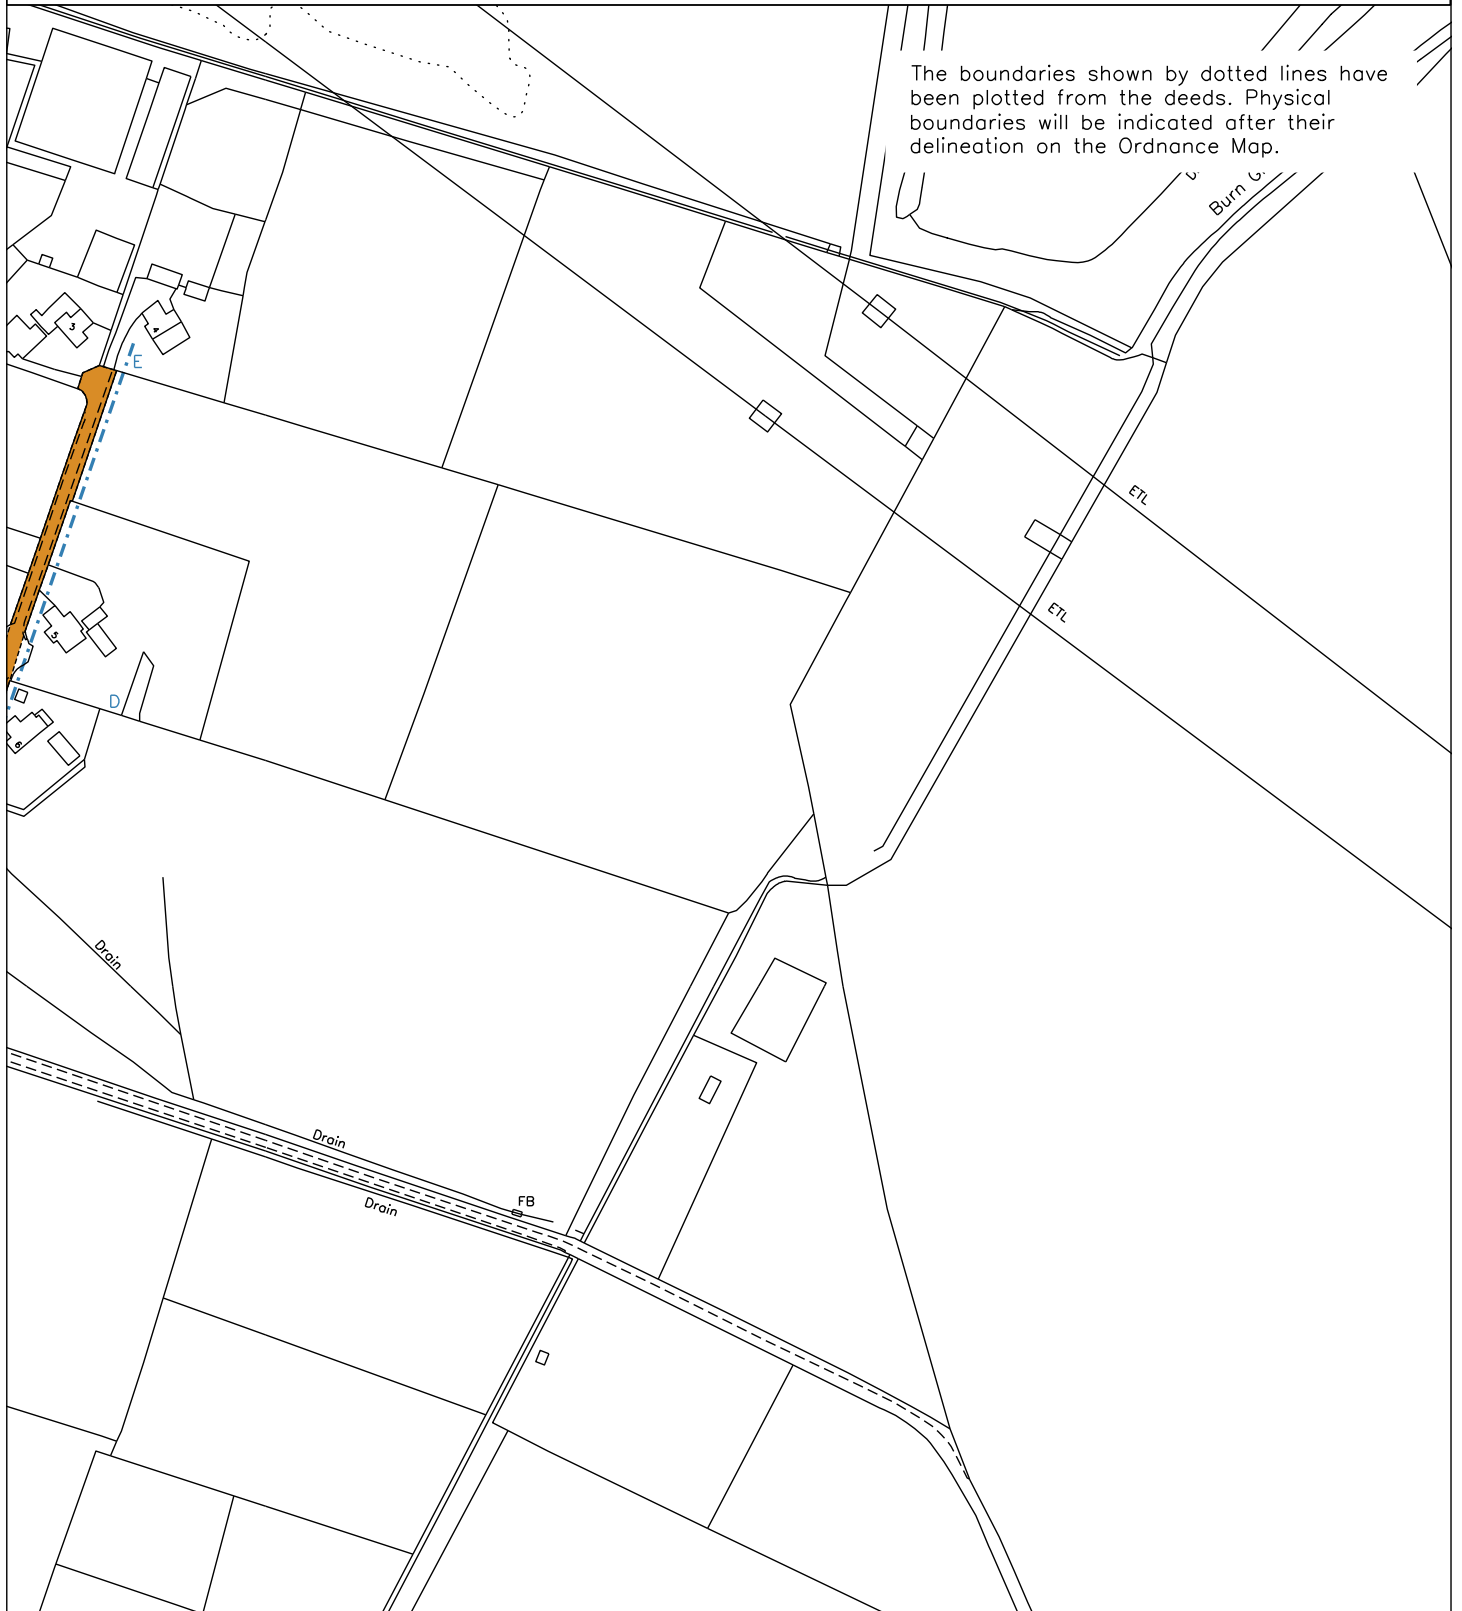 The boundaries shown by dotted lines have
been plotted from the deeds. Physical
boundaries will be indicated after their
delineation on the Ordnance Map.
Burn
3
4
E
ETL
ETL
5
D
6
Drain
Drain
FB
Drain